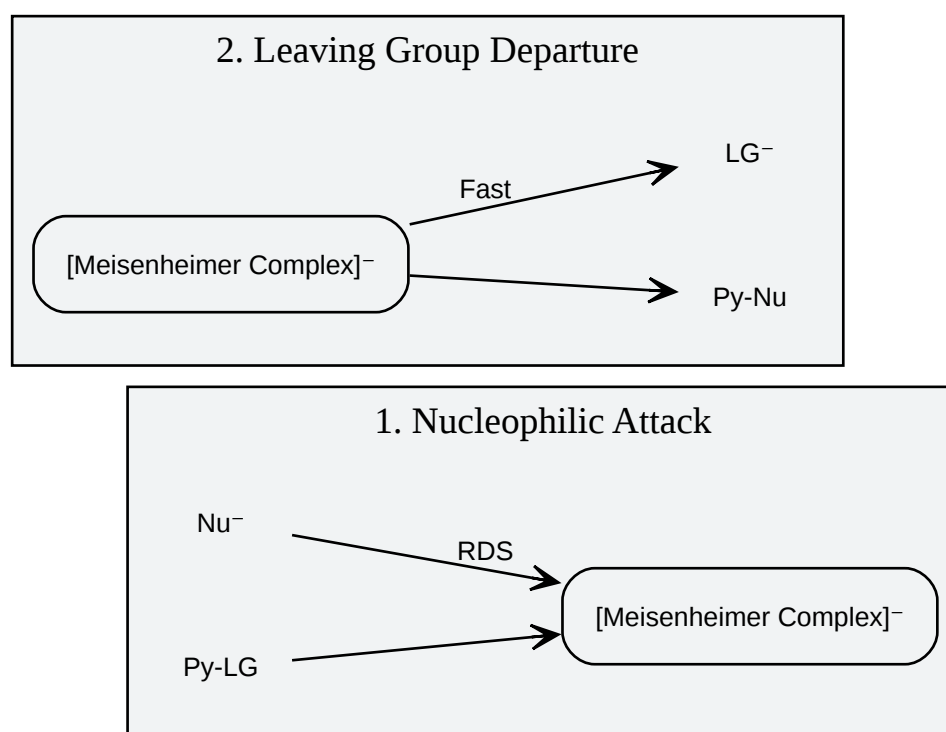 2. Leaving Group Departure
LG⁻
Fast
[Meisenheimer Complex]⁻
Py-Nu
1. Nucleophilic Attack
Nu⁻
RDS
[Meisenheimer Complex]⁻
Py-LG